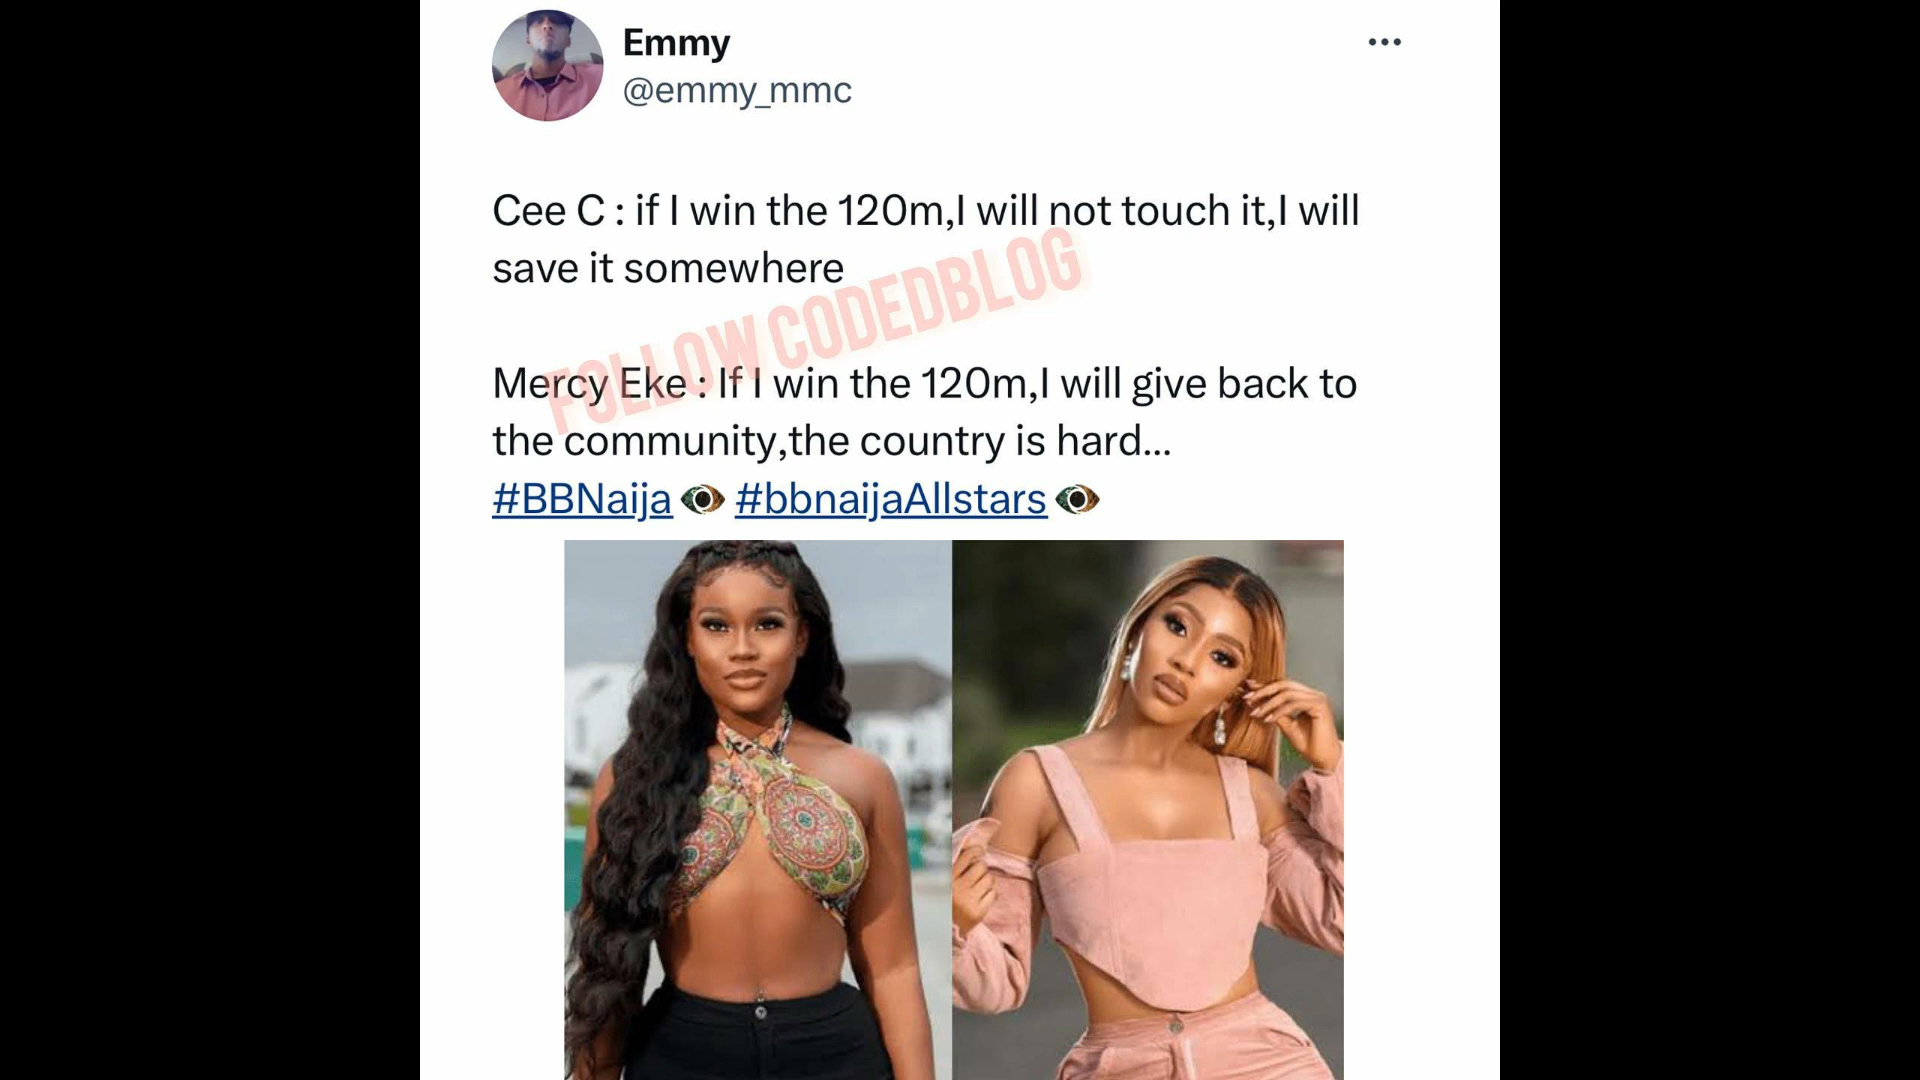 Emmy
@emmy_mmc
Cee C : if I win the 120m,I will not touch it,I will
save it somewhere
FOLLOW CODEDBLOG
Mercy Eke : If I win the 120m,I will give back to
the community,the country is hard...
#BBNaija #bbnaijaAllstars